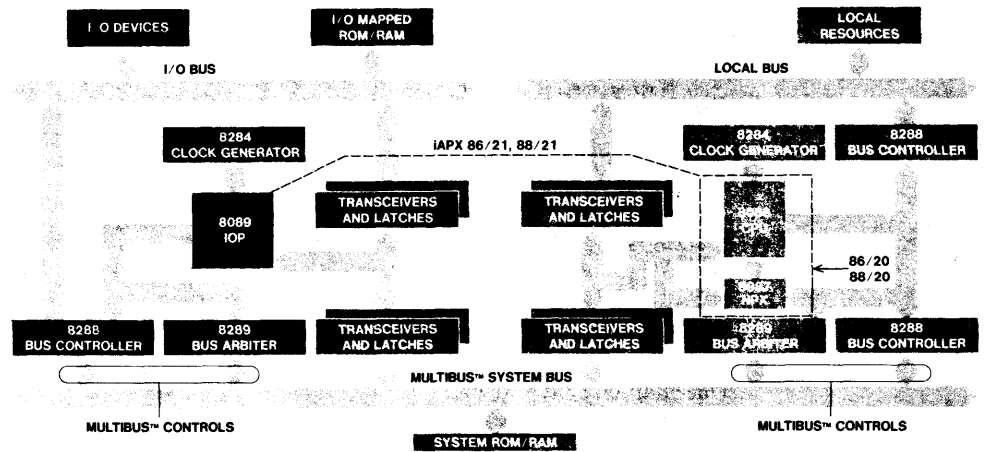 I/O DEVICES
I/O MAPPED
ROM/RAM
LOCAL
RESOURCES
I/O BUS
LOCAL BUS
8284
CLOCK GENERATOR
iAPX 86/21, 88/21
8284
CLOCK GENERATOR
8288
BUS CONTROLLER
8089
IOP
TRANSCEIVERS
AND LATCHES
TRANSCEIVERS
AND LATCHES
CPU
86/20
88/20
NPX
8288
BUS CONTROLLER
8289
BUS ARBITER
TRANSCEIVERS
AND LATCHES
TRANSCEIVERS
AND LATCHES
8289
BUS ARBITER
8288
BUS CONTROLLER
MULTIBUS™ SYSTEM BUS
MULTIBUS™ CONTROLS
MULTIBUS™ CONTROLS
SYSTEM ROM/RAM